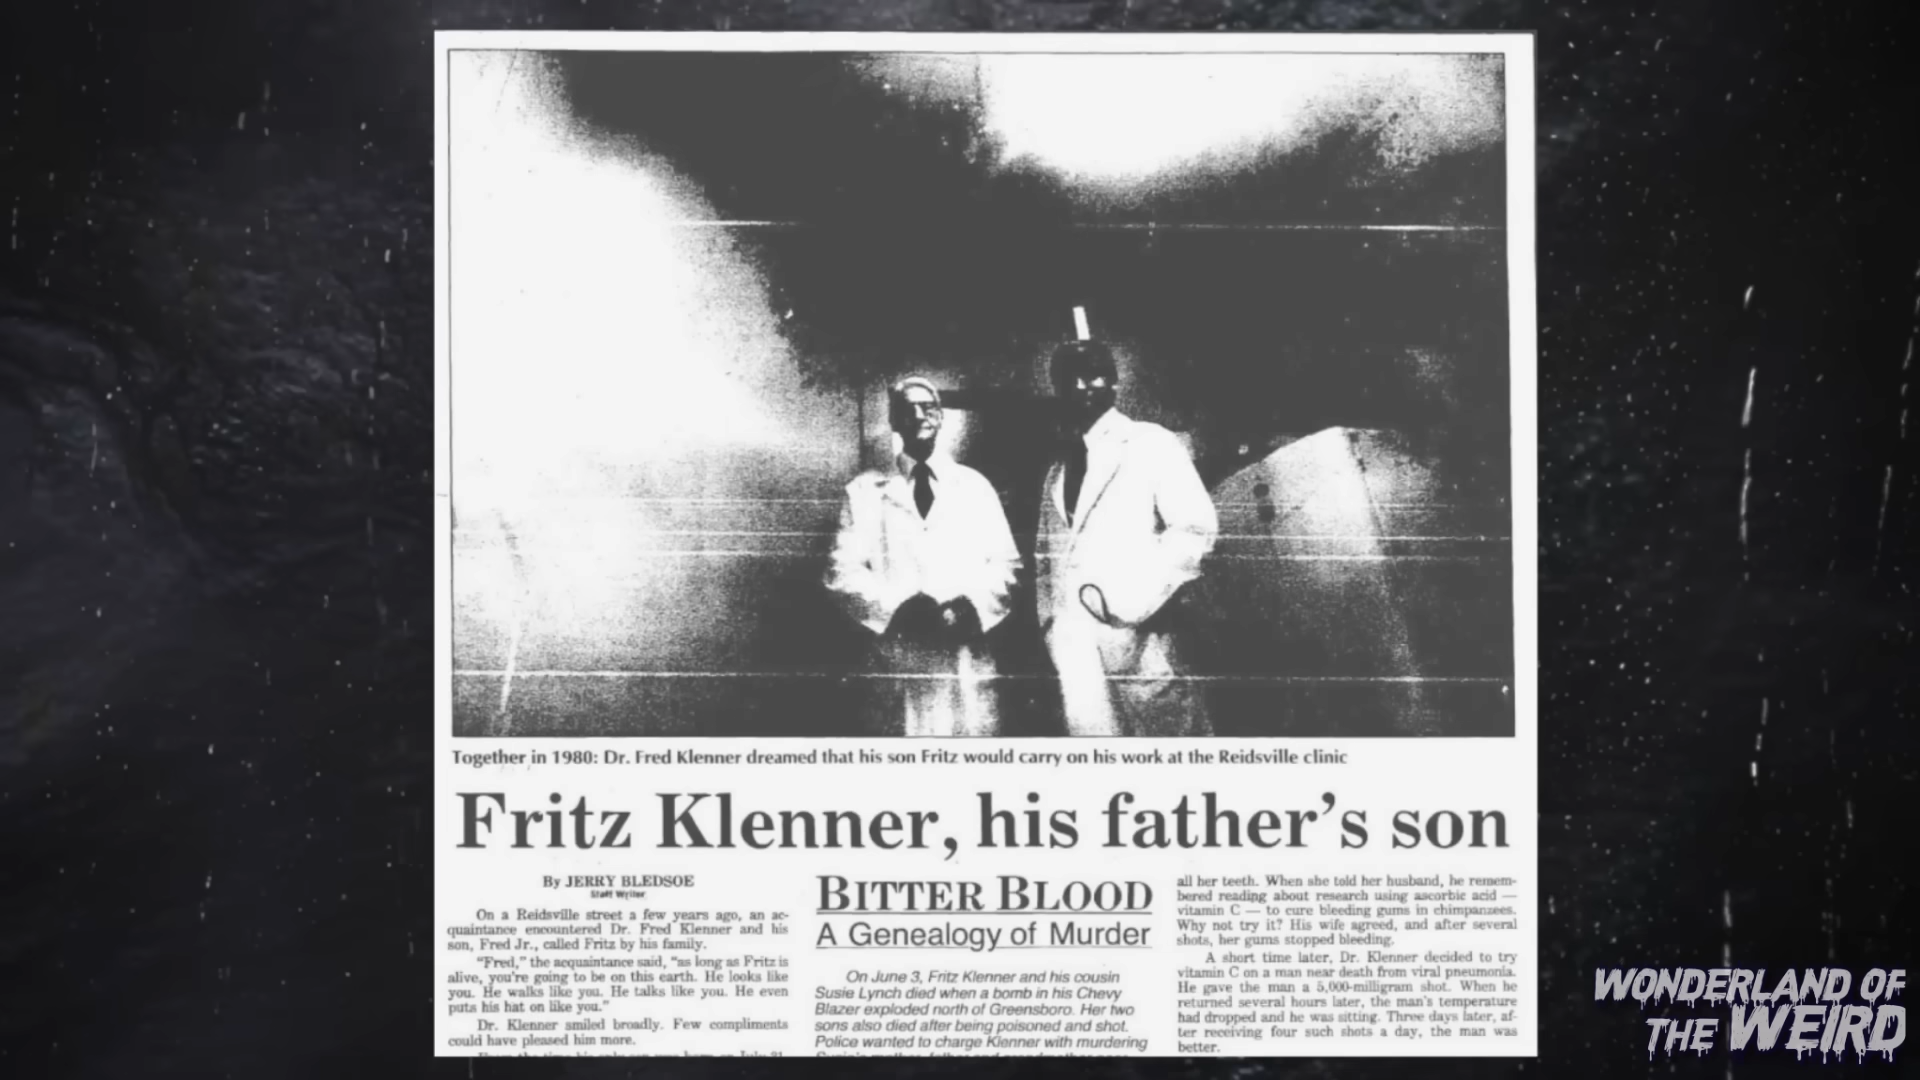 Together in 1980: Dr. Fred Klenner dreamed that his son Fritz would carry on his work at the Reidsville clinic
Fritz Klenner, his father's son
By JERRY BLEDSOE
Staff Writer
On a Reidsville street a few years ago, an ac-
quaintance encountered Dr. Fred Klenner and his
son, Fred Jr., called Fritz by his family.
"Fred," the acquaintance said, "as long as Fritz is
alive, you're going to be on this earth. He looks like
you. He walks like you. He talks like you. He even
puts his hat on like you."
Dr. Klenner smiled broadly. Few compliments
could have pleased him more.
BITTER BLOOD
A Genealogy of Murder
On June 3, Fritz Klenner and his cousin
Susie Lynch died when a bomb in his Chevy
Blazer exploded north of Greensboro. Her two
sons also died after being poisoned and shot.
Police wanted to charge Klenner with murdering
all her teeth. When she told her husband, he remem-
bered reading about research using ascorbic acid —
vitamin C — to cure bleeding gums in chimpanzees.
Why not try it? His wife agreed, and after several
shots, her gums stopped bleeding.
A short time later, Dr. Klenner decided to try
vitamin C on a man near death from viral pneumonia.
He gave the man a 5,000-milligram shot. When he
returned several hours later, the man's temperature
had dropped and he was sitting. Three days later, af-
ter receiving four such shots a day, the man was
better.
WONDERLAND OF
THE WEIRD